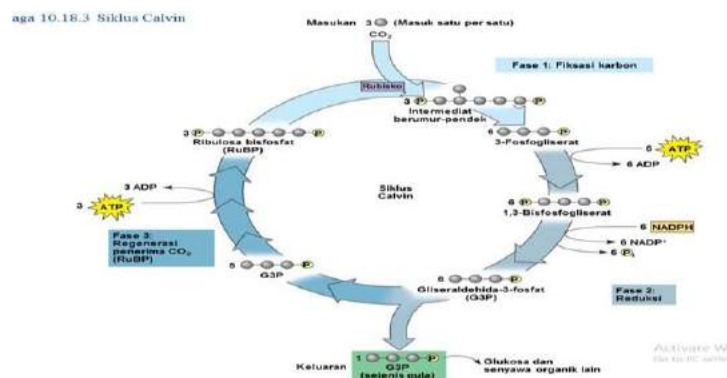 aga 10.18.3 Siklus Calvin
Masukan 3 (Masuk satu per satu)
CO₂
Fase 1: Fiksasi karbon
Rubisko
3 P P
Intermediat
berumur-pendek
3 P P
Ribulosa bisfosfat
(RuBP)
6 P
3-Fosfogliserat
6 ATP
6 ADP
3 ADP
3 ATP
Siklus
Calvin
6 P P
1,3-Bisfosfogliserat
6 NADPH
6 NADP⁺
6 Pᵢ
Fase 3:
Regenerasi
penerima CO₂
(RuBP)
5 P
G3P
6 P
Gliseraldehida-3-fosfat
(G3P)
Fase 2:
Reduksi
Keluaran 1 P
G3P
(sejenis gula)
Glukosa dan
senyawa organik lain
Activate W